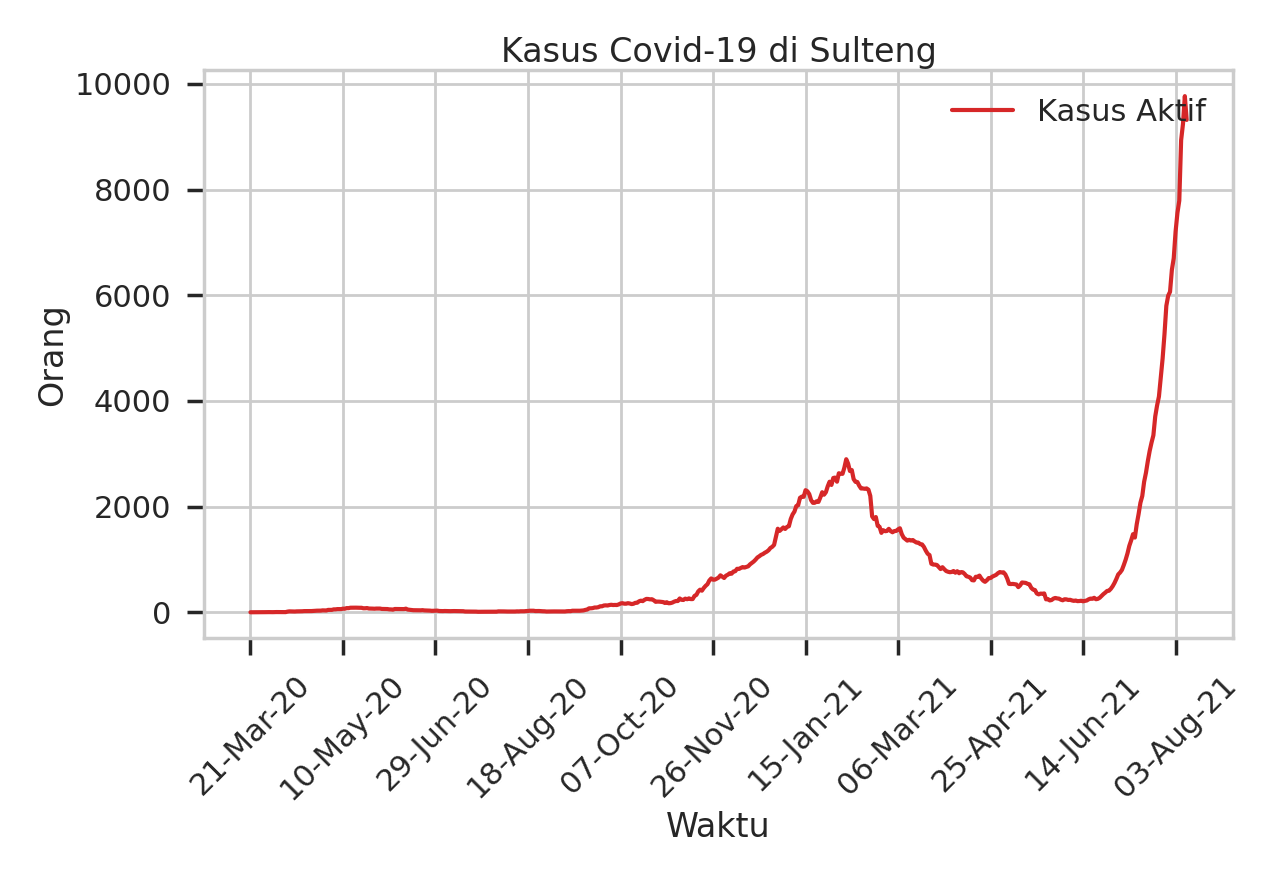 Kasus Covid-19 di Sulteng
10000
8000
6000
4000
2000
0
Orang
Kasus Aktif
21-Mar-20
10-May-20
29-Jun-20
18-Aug-20
07-Oct-20
26-Nov-20
15-Jan-21
06-Mar-21
25-Apr-21
14-Jun-21
03-Aug-21
Waktu